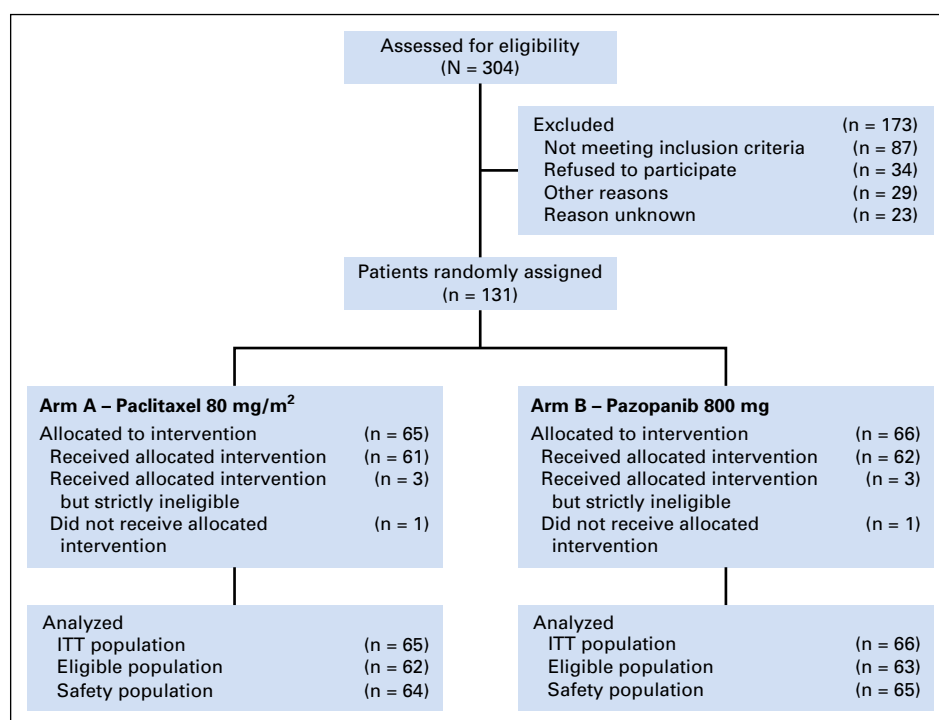 Assessed for eligibility
(N = 304)
Excluded (n = 173)
Not meeting inclusion criteria (n = 87)
Refused to participate (n = 34)
Other reasons (n = 29)
Reason unknown (n = 23)
Patients randomly assigned
(n = 131)
Arm A – Paclitaxel 80 mg/m²
Allocated to intervention (n = 65)
Received allocated intervention (n = 61)
Received allocated intervention (n = 3)
but strictly ineligible
Did not receive allocated (n = 1)
intervention
Arm B – Pazopanib 800 mg
Allocated to intervention (n = 66)
Received allocated intervention (n = 62)
Received allocated intervention (n = 3)
but strictly ineligible
Did not receive allocated (n = 1)
intervention
Analyzed
ITT population (n = 65)
Eligible population (n = 62)
Safety population (n = 64)
Analyzed
ITT population (n = 66)
Eligible population (n = 63)
Safety population (n = 65)